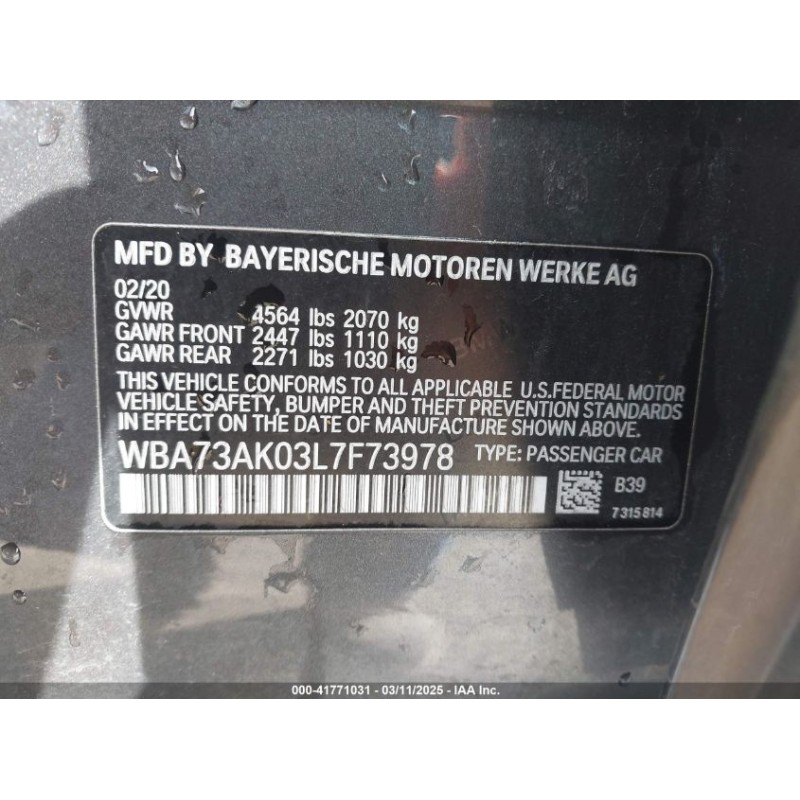 MFD BY BAYERISCHE MOTOREN WERKE AG
02/20
GVWR 4564 lbs 2070 kg
GAWR FRONT 2447 lbs 1110 kg
GAWR REAR 2271 lbs 1030 kg
THIS VEHICLE CONFORMS TO ALL APPLICABLE U.S.FEDERAL MOTOR
VEHICLE SAFETY, BUMPER AND THEFT PREVENTION STANDARDS
IN EFFECT ON THE DATE OF MANUFACTURE SHOWN ABOVE.
WBA73AK03L7F73978 TYPE: PASSENGER CAR
B39
7315814
000-41771031 - 03/11/2025 - IAA Inc.